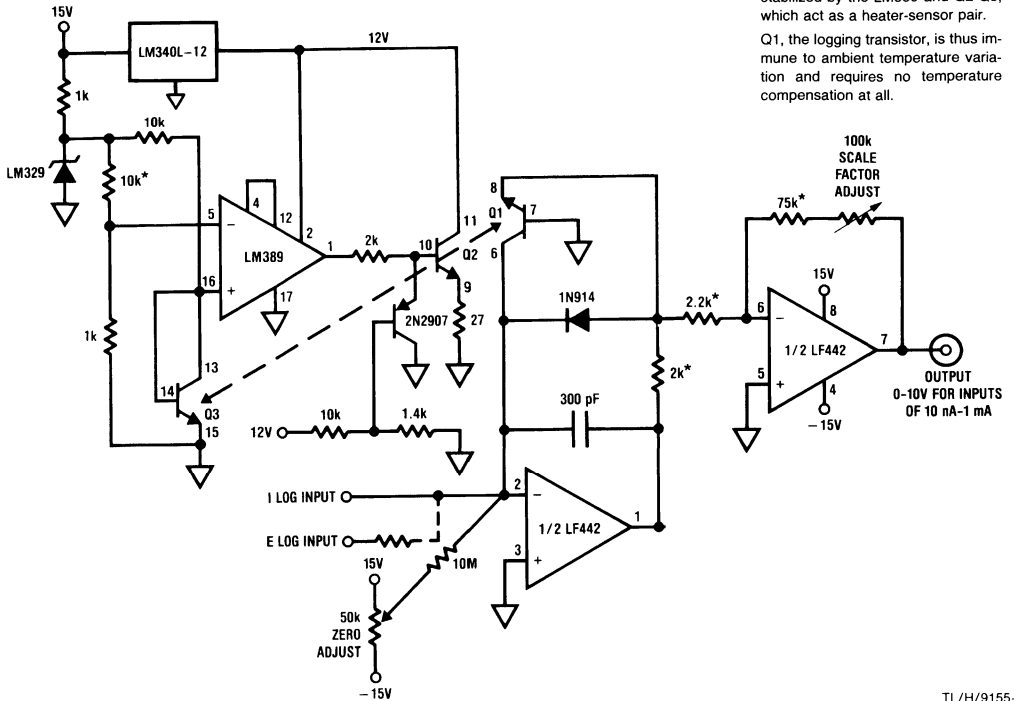 stabilized by the LM389 and Q2-Q3,
which act as a heater-sensor pair.
Q1, the logging transistor, is thus im-
mune to ambient temperature varia-
tion and requires no temperature
compensation at all.
15V
LM340L-12
12V
1k
10k
LM329
10k*
5
−
4
12
2
LM389
1
16
+
17
1k
2k
10
11
Q2
9
27
2N2907
13
14
Q3
15
12V
10k
1.4k
8
Q1
7
6
1N914
2k*
300 pF
2.2k*
100k
SCALE
FACTOR
ADJUST
75k*
15V
8
6
−
1/2 LF442
7
5
+
4
−15V
OUTPUT
0-10V FOR INPUTS
OF 10 nA-1 mA
I LOG INPUT
E LOG INPUT
2
−
1/2 LF442
1
3
+
10M
15V
50k
ZERO
ADJUST
−15V
TL/H/9155-